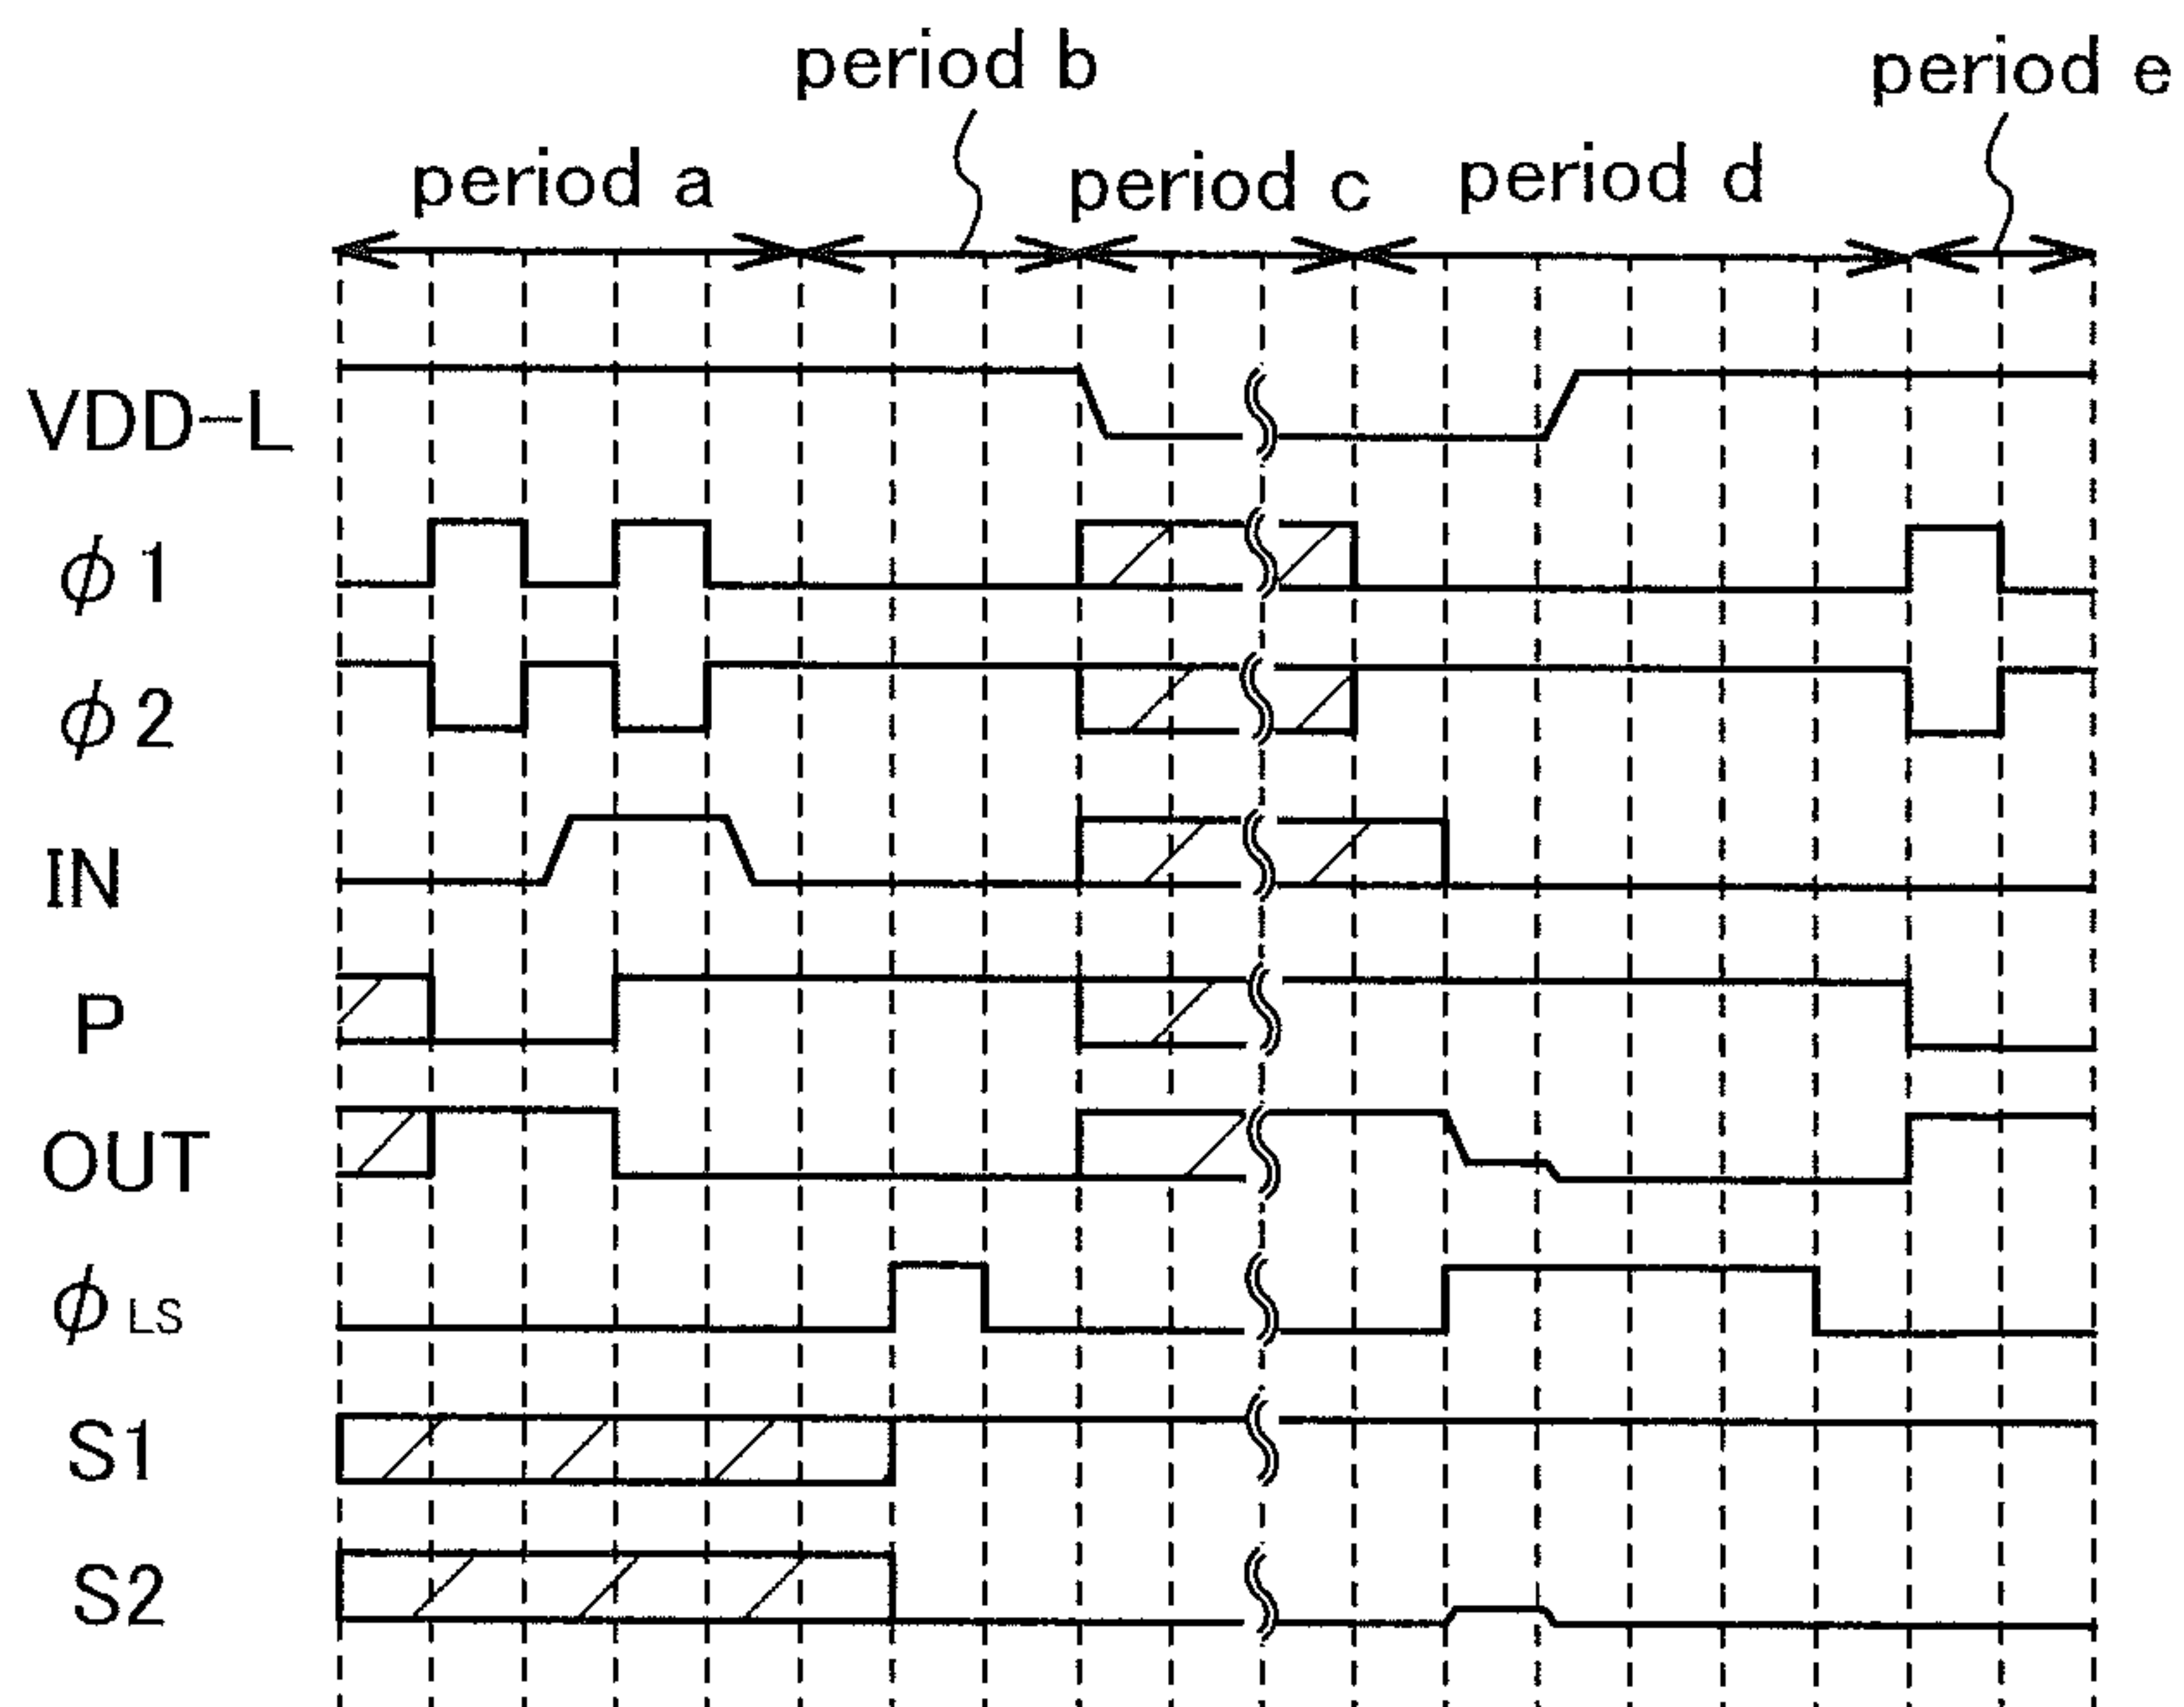 period b
period e
period a
period c
period d
VDD-L
ϕ1
ϕ2
IN
P
OUT
ϕLS
S1
S2